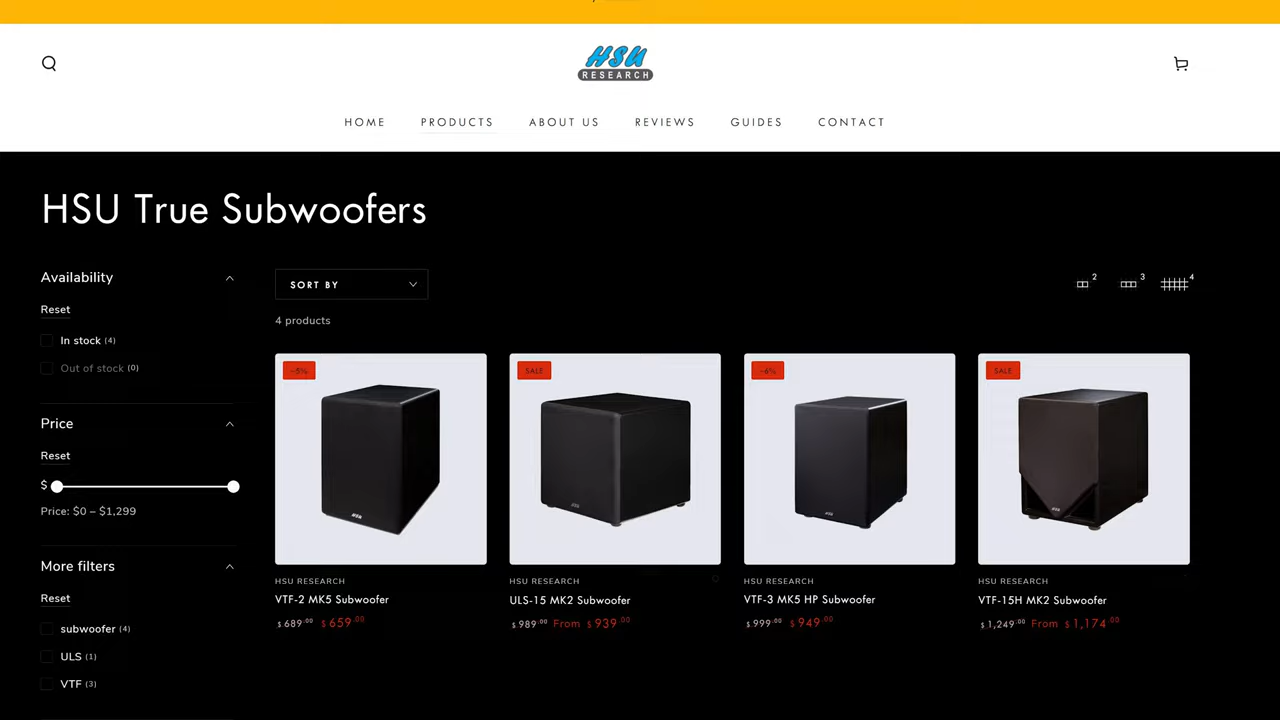 HSU
RESEARCH
HOME PRODUCTS ABOUT US REVIEWS GUIDES CONTACT
HSU True Subwoofers
Availability
Reset
In stock (4)
Out of stock (0)
Price
Reset
$
Price: $0 – $1,299
More filters
Reset
subwoofer (4)
ULS (1)
VTF (3)
SORT BY
2 3 4
4 products
-5%
HSU
HSU RESEARCH
VTF-2 MK5 Subwoofer
$689.00 $659.00
SALE
HSU
HSU RESEARCH
ULS-15 MK2 Subwoofer
$989.00 From $939.00
-6%
HSU
HSU RESEARCH
VTF-3 MK5 HP Subwoofer
$999.00 $949.00
SALE
HSU
HSU RESEARCH
VTF-15H MK2 Subwoofer
$1,249.00 From $1,174.00